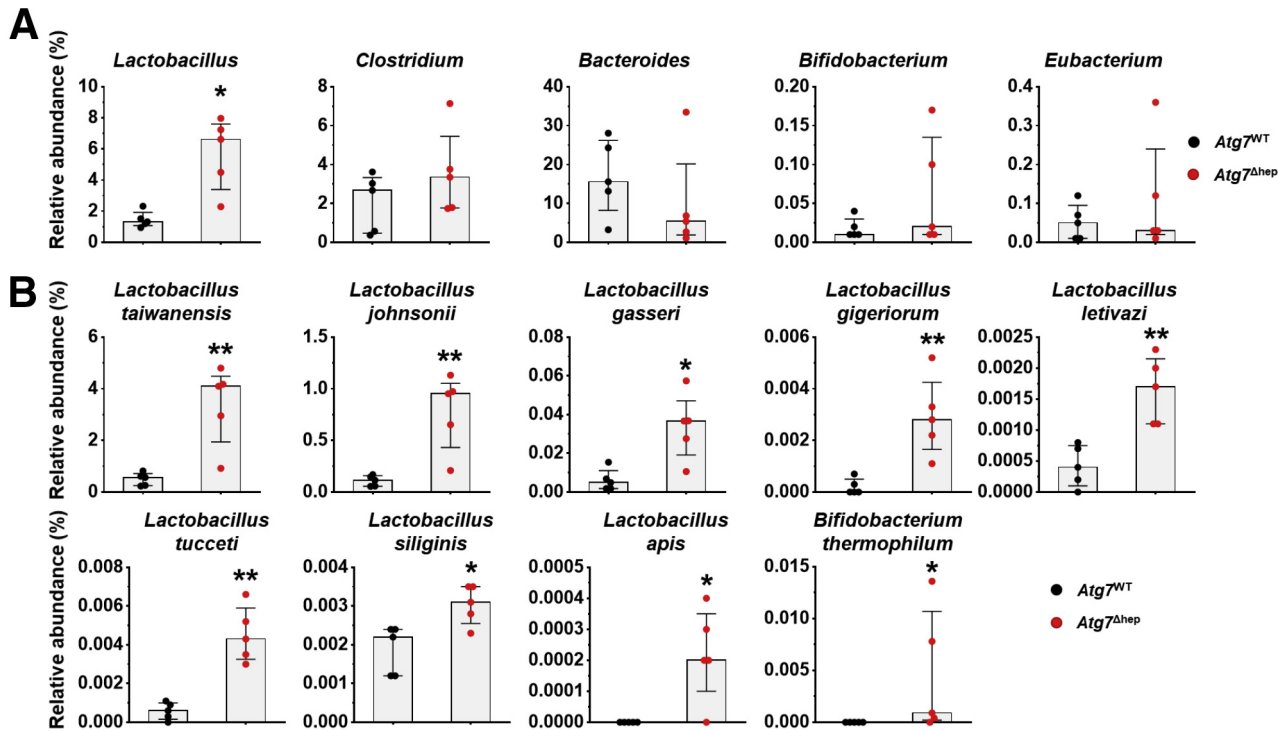 A
Relative abundance (%)
Lactobacillus
10
8
6
4
2
0
*
Clostridium
8
6
4
2
0
Bacteroides
40
30
20
10
0
Bifidobacterium
0.20
0.15
0.10
0.05
0.00
Eubacterium
0.4
0.3
0.2
0.1
0.0
Atg7WT
Atg7Δhep
B
Relative abundance (%)
Lactobacillus
taiwanensis
6
4
2
0
**
Lactobacillus
johnsonii
1.5
1.0
0.5
0.0
**
Lactobacillus
gasseri
0.08
0.06
0.04
0.02
0.00
*
Lactobacillus
gigeriorum
0.006
0.004
0.002
0.000
**
Lactobacillus
letivazi
0.0025
0.0020
0.0015
0.0010
0.0005
0.0000
**
Relative abundance (%)
Lactobacillus
tucceti
0.008
0.006
0.004
0.002
0.000
**
Lactobacillus
siliginis
0.004
0.003
0.002
0.001
0.000
*
Lactobacillus
apis
0.0005
0.0004
0.0003
0.0002
0.0001
0.0000
*
Bifidobacterium
thermophilum
0.015
0.010
0.005
0.000
*
Atg7WT
Atg7Δhep